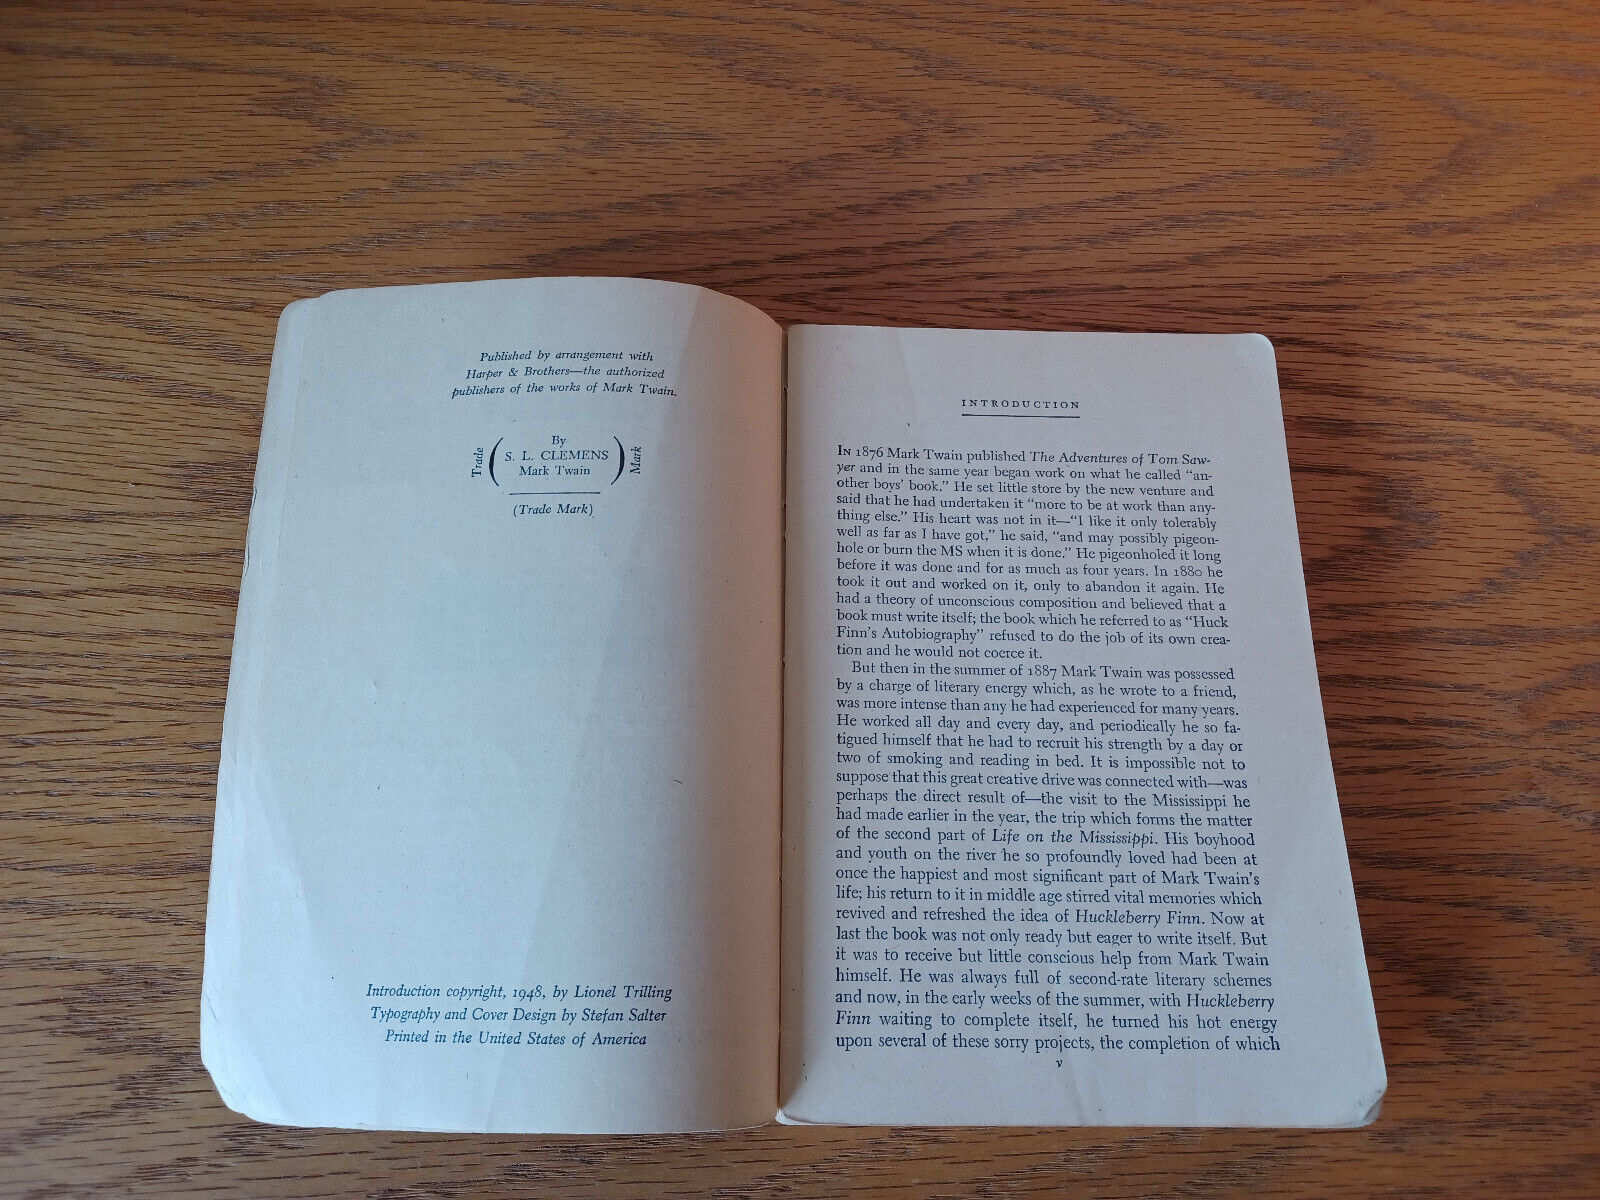 Published by arrangement with
Harper & Brothers—the authorized
publishers of the works of Mark Twain.
Trade
By
S. L. CLEMENS
Mark Twain
Mark
(Trade Mark)
Introduction copyright, 1948, by Lionel Trilling
Typography and Cover Design by Stefan Salter
Printed in the United States of America
INTRODUCTION
IN 1876 Mark Twain published The Adventures of Tom Saw-
yer and in the same year began work on what he called “an-
other boys’ book.” He set little store by the new venture and
said that he had undertaken it “more to be at work than any-
thing else.” His heart was not in it—“I like it only tolerably
well as far as I have got,” he said, “and may possibly pigeon-
hole or burn the MS when it is done.” He pigeonholed it long
before it was done and for as much as four years. In 1880 he
took it out and worked on it, only to abandon it again. He
had a theory of unconscious composition and believed that a
book must write itself; the book which he referred to as “Huck
Finn’s Autobiography” refused to do the job of its own crea-
tion and he would not coerce it.
But then in the summer of 1887 Mark Twain was possessed
by a charge of literary energy which, as he wrote to a friend,
was more intense than any he had experienced for many years.
He worked all day and every day, and periodically he so fa-
tigued himself that he had to recruit his strength by a day or
two of smoking and reading in bed. It is impossible not to
suppose that this great creative drive was connected with—was
perhaps the direct result of—the visit to the Mississippi he
had made earlier in the year, the trip which forms the matter
of the second part of Life on the Mississippi. His boyhood
and youth on the river he so profoundly loved had been at
once the happiest and most significant part of Mark Twain’s
life; his return to it in middle age stirred vital memories which
revived and refreshed the idea of Huckleberry Finn. Now at
last the book was not only ready but eager to write itself. But
it was to receive but little conscious help from Mark Twain
himself. He was always full of second-rate literary schemes
and now, in the early weeks of the summer, with Huckleberry
Finn waiting to complete itself, he turned his hot energy
upon several of these sorry projects, the completion of which
v